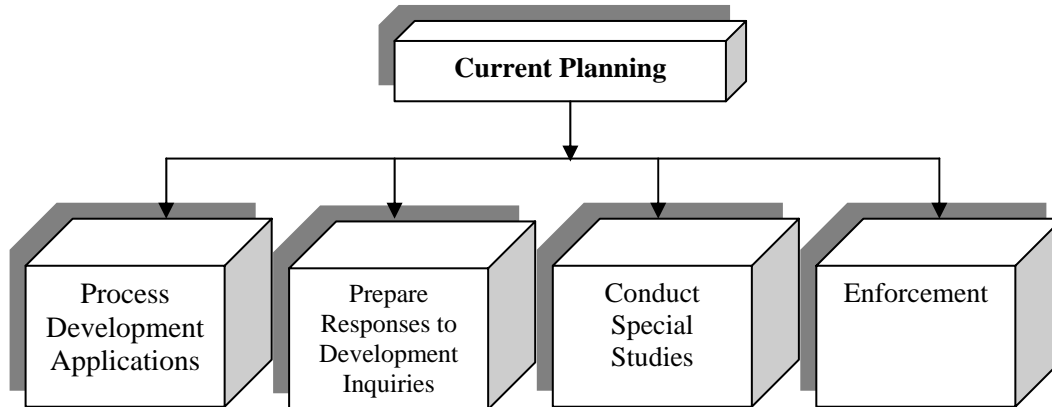 Current Planning
Process
Development
Applications
Prepare
Responses to
Development
Inquiries
Conduct
Special
Studies
Enforcement